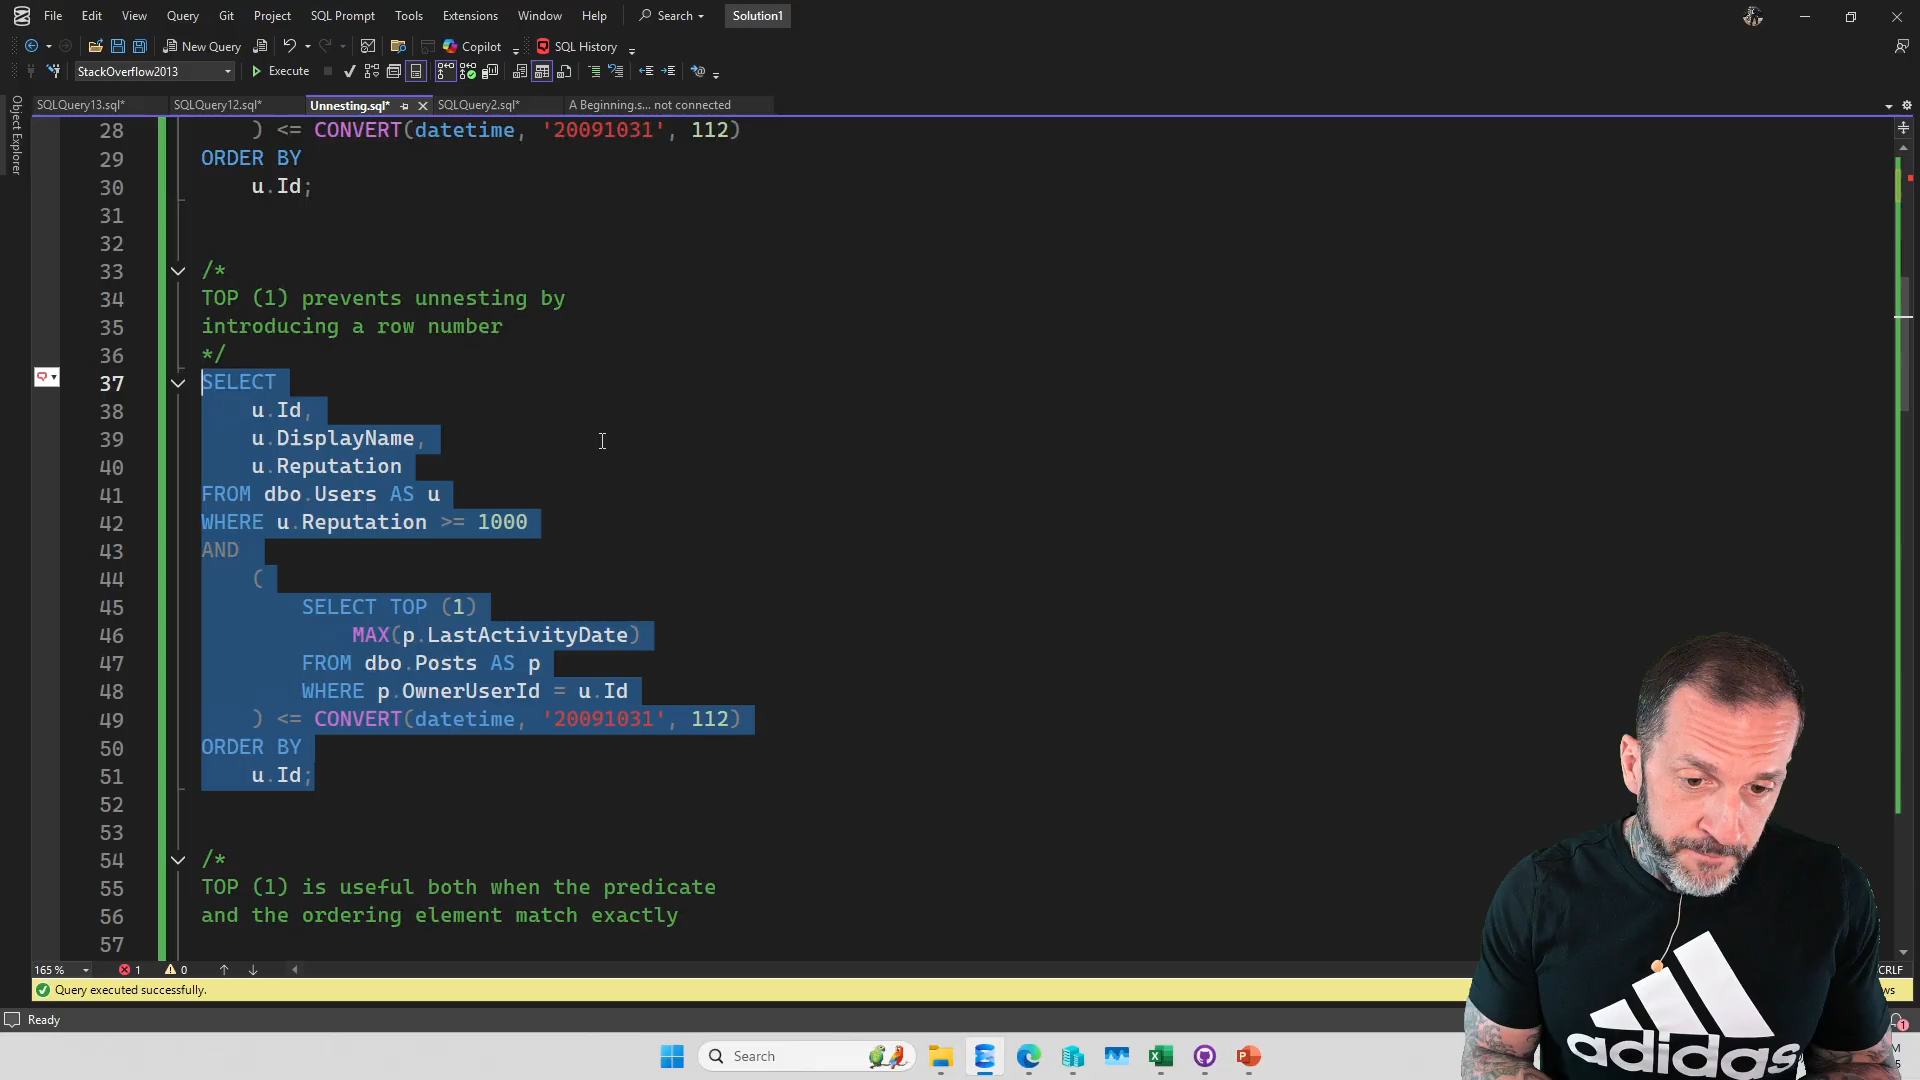 File Edit View Query Git Project SQL Prompt Tools Extensions Window Help Search Solution1
New Query Copilot SQL History
StackOverflow2013 Execute
SQLQuery13.sql* SQLQuery12.sql* Unnesting.sql* SQLQuery2.sql* A Beginning.s... not connected
Object Explorer
28 ) <= CONVERT(datetime, '20091031', 112)
29 ORDER BY
30 u.Id;
31
32
33 /*
34 TOP (1) prevents unnesting by
35 introducing a row number
36 */
37 SELECT
38 u.Id,
39 u.DisplayName,
40 u.Reputation
41 FROM dbo.Users AS u
42 WHERE u.Reputation >= 1000
43 AND
44 (
45 SELECT TOP (1)
46 MAX(p.LastActivityDate)
47 FROM dbo.Posts AS p
48 WHERE p.OwnerUserId = u.Id
49 ) <= CONVERT(datetime, '20091031', 112)
50 ORDER BY
51 u.Id;
52
53
54 /*
55 TOP (1) is useful both when the predicate
56 and the ordering element match exactly
57
165 % 1 0 CRLF
Query executed successfully.
Ready
Search
adidas